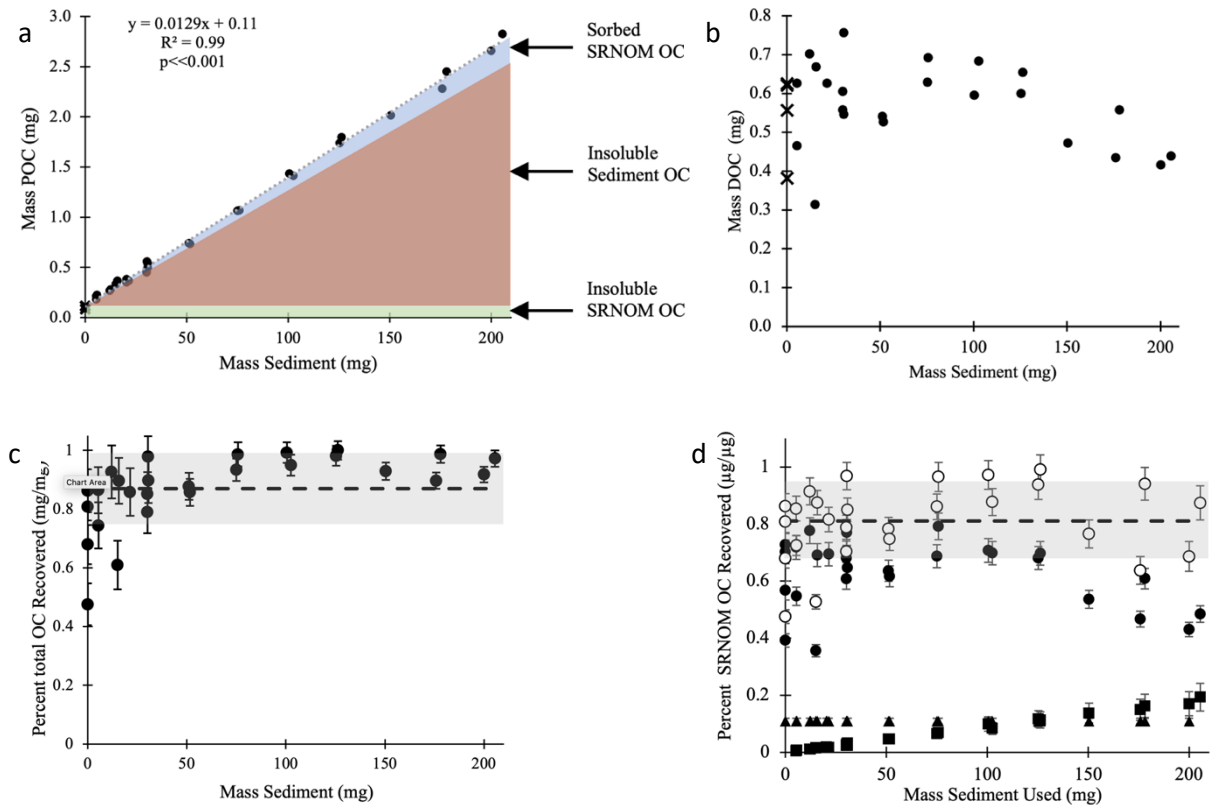 a
y = 0.0129x + 0.11
R² = 0.99
p<<0.001
3.0
2.5
2.0
1.5
1.0
0.5
0.0
Mass POC (mg)
0
50
100
150
200
Mass Sediment (mg)
Sorbed
SRNOM OC
Insoluble
Sediment OC
Insoluble
SRNOM OC
b
0.8
0.7
0.6
0.5
0.4
0.3
0.2
0.1
0.0
Mass DOC (mg)
0
50
100
150
200
Mass Sediment (mg)
c
1
0.8
0.6
0.4
0.2
0
Percent total OC Recovered (mg/mg)
Chart Area
0
50
100
150
200
Mass Sediment (mg)
d
1
0.8
0.6
0.4
0.2
0
Percent SRNOM OC Recovered (µg/µg)
0
50
100
150
200
Mass Sediment Used (mg)